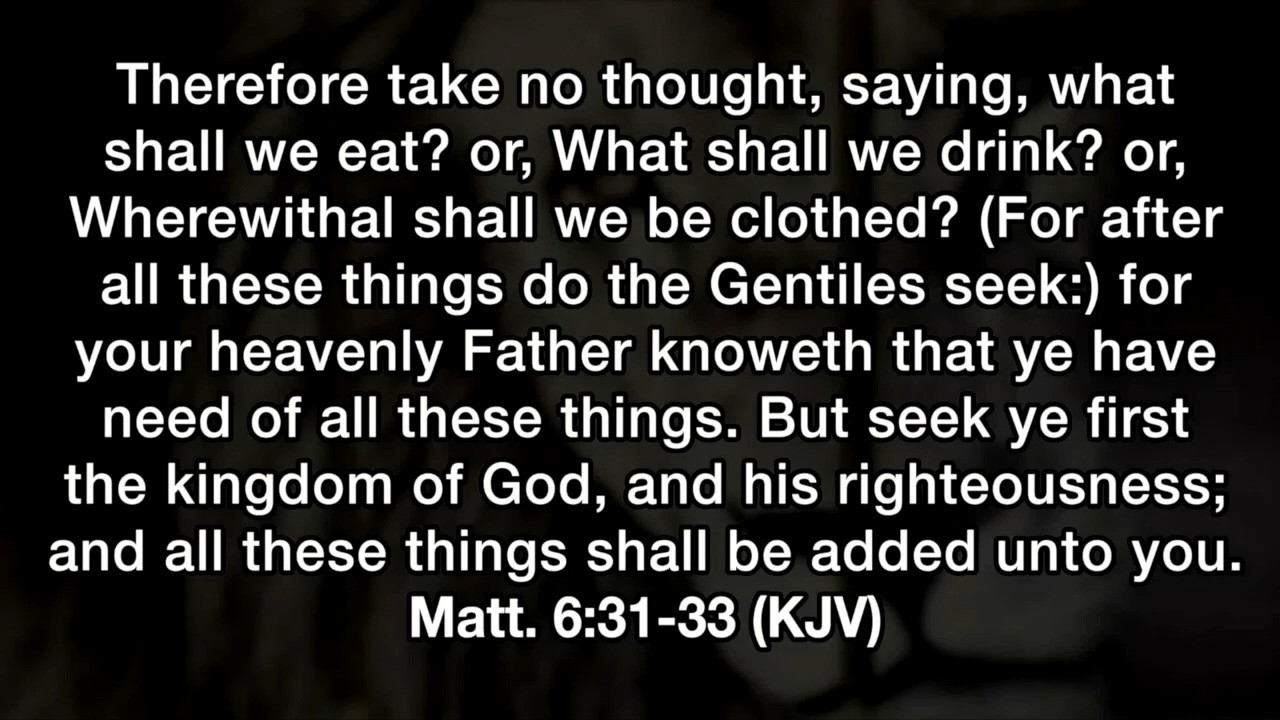 Therefore take no thought, saying, what
shall we eat? or, What shall we drink? or,
Wherewithal shall we be clothed? (For after
all these things do the Gentiles seek:) for
your heavenly Father knoweth that ye have
need of all these things. But seek ye first
the kingdom of God, and his righteousness;
and all these things shall be added unto you.
Matt. 6:31-33 (KJV)